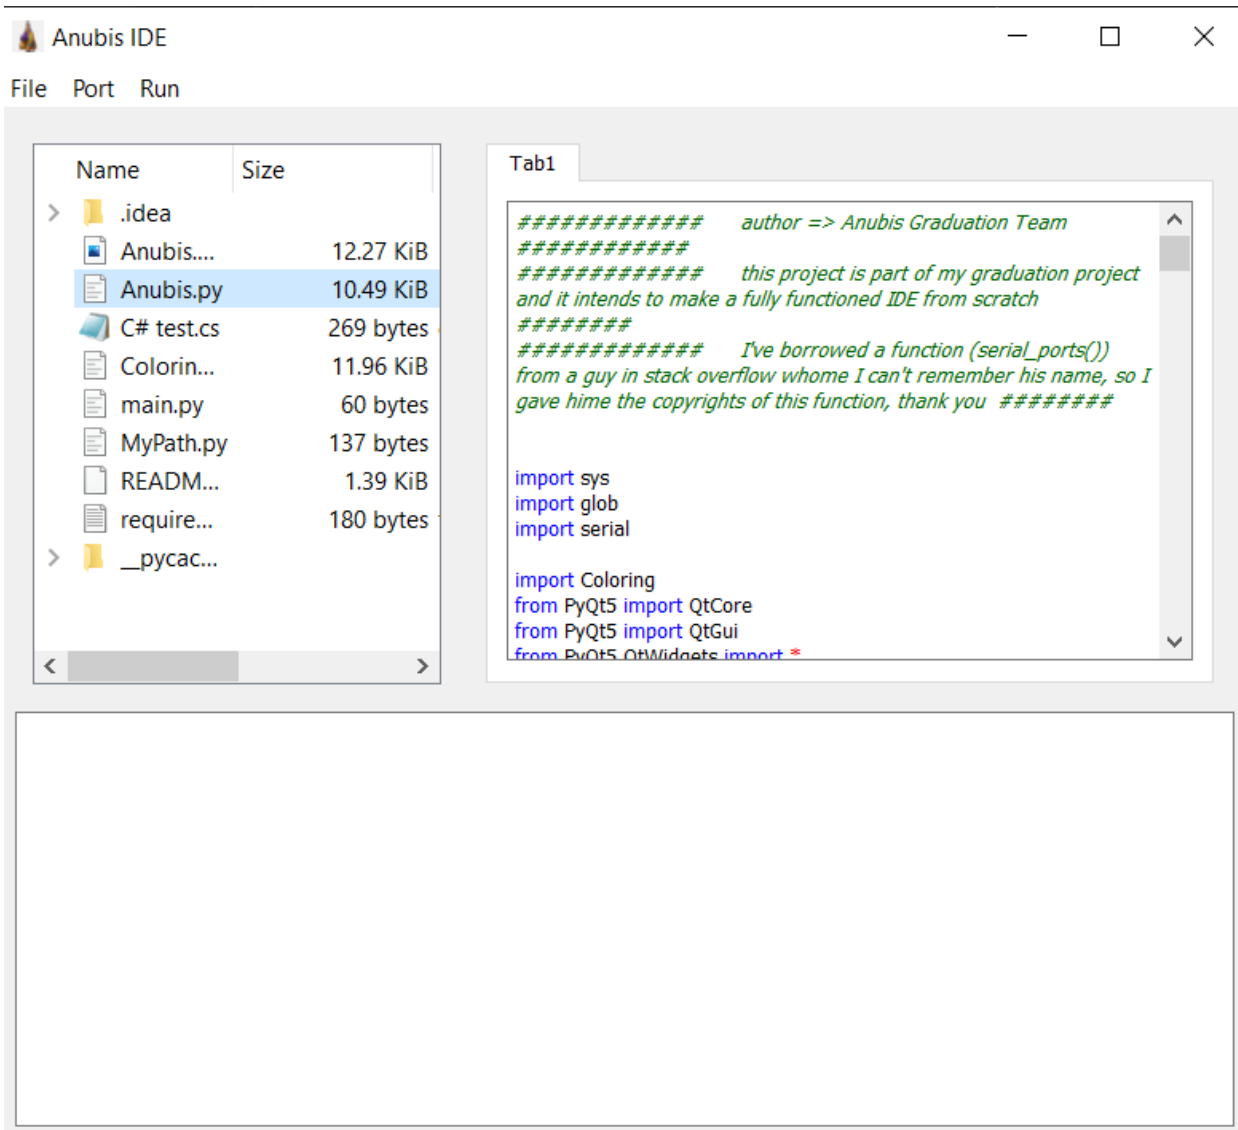 Anubis IDE
File Port Run
Name Size
.idea
Anubis.... 12.27 KiB
Anubis.py 10.49 KiB
C# test.cs 269 bytes
Colorin... 11.96 KiB
main.py 60 bytes
MyPath.py 137 bytes
READM... 1.39 KiB
require... 180 bytes
__pycac...
Tab1
############# author => Anubis Graduation Team
############
############# this project is part of my graduation project
and it intends to make a fully functioned IDE from scratch
########
############# I've borrowed a function (serial_ports())
from a guy in stack overflow whome I can't remember his name, so I
gave hime the copyrights of this function, thank you ########
import sys
import glob
import serial
import Coloring
from PyQt5 import QtCore
from PyQt5 import QtGui
from PyQt5.QtWidgets import *